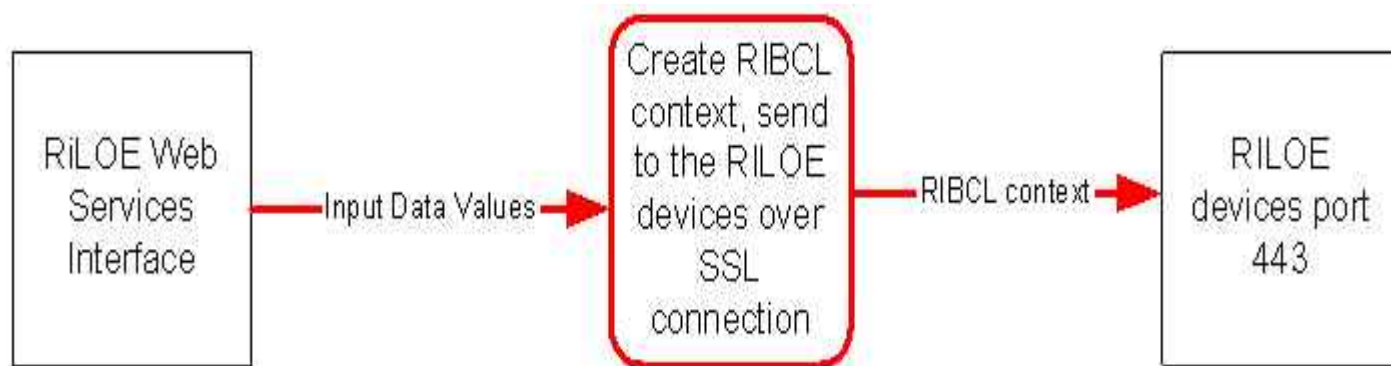 RiLOE Web
Services
Interface
Input Data Values
Create RIBCL
context, send
to the RILOE
devices over
SSL
connection
RIBCL context
RILOE
devices port
443